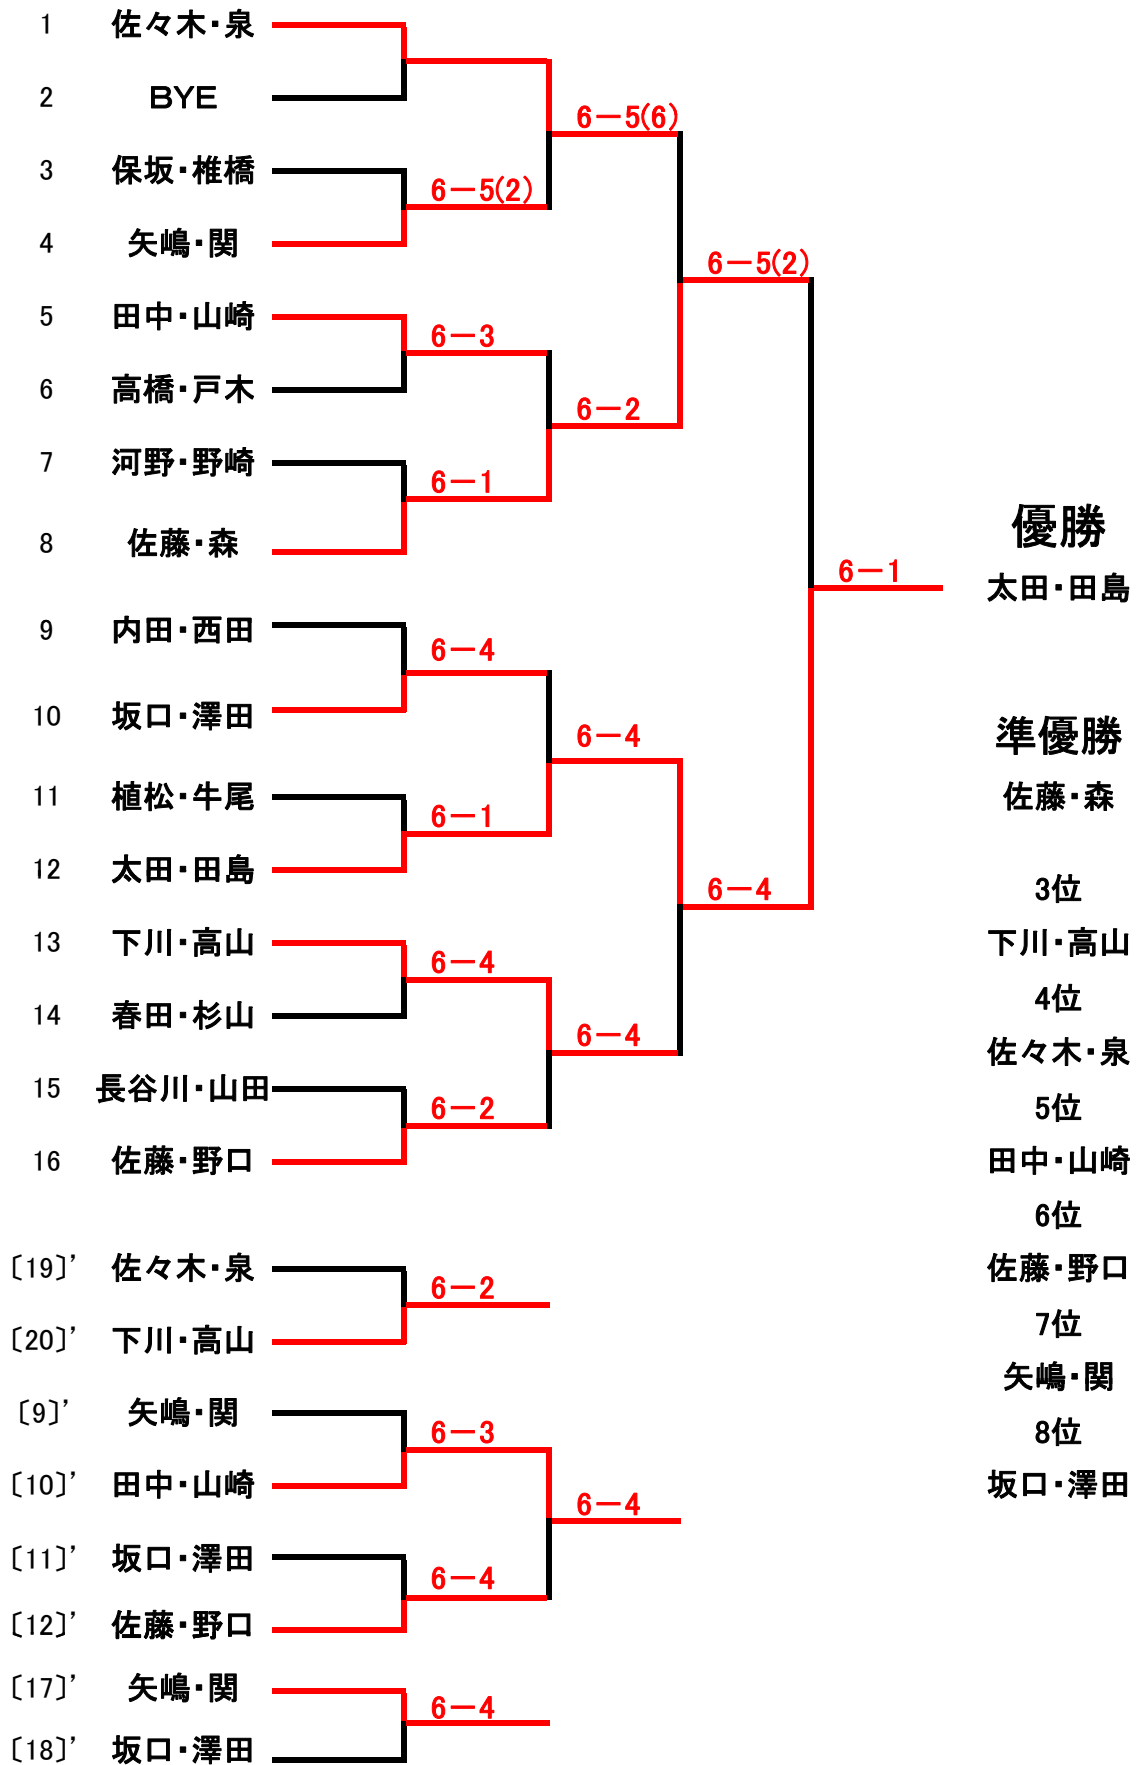 1 佐々木・泉
2 BYE
6－5(6)
3 保坂・椎橋
6－5(2)
4 矢嶋・関
6－5(2)
5 田中・山崎
6－3
6 高橋・戸木
6－2
7 河野・野崎
6－1
8 佐藤・森
優勝
6－1
太田・田島
9 内田・西田
6－4
10 坂口・澤田
6－4
準優勝
11 植松・牛尾
佐藤・森
6－1
12 太田・田島
6－4
3位
13 下川・高山
下川・高山
6－4
4位
14 春田・杉山
6－4
佐々木・泉
15 長谷川・山田
6－2
5位
16 佐藤・野口
田中・山崎
6位
〔19〕’ 佐々木・泉
佐藤・野口
6－2
7位
〔20〕’ 下川・高山
矢嶋・関
〔9〕’ 矢嶋・関
6－3
8位
〔10〕’ 田中・山崎
坂口・澤田
6－4
〔11〕’ 坂口・澤田
6－4
〔12〕’ 佐藤・野口
〔17〕’ 矢嶋・関
6－4
〔18〕’ 坂口・澤田